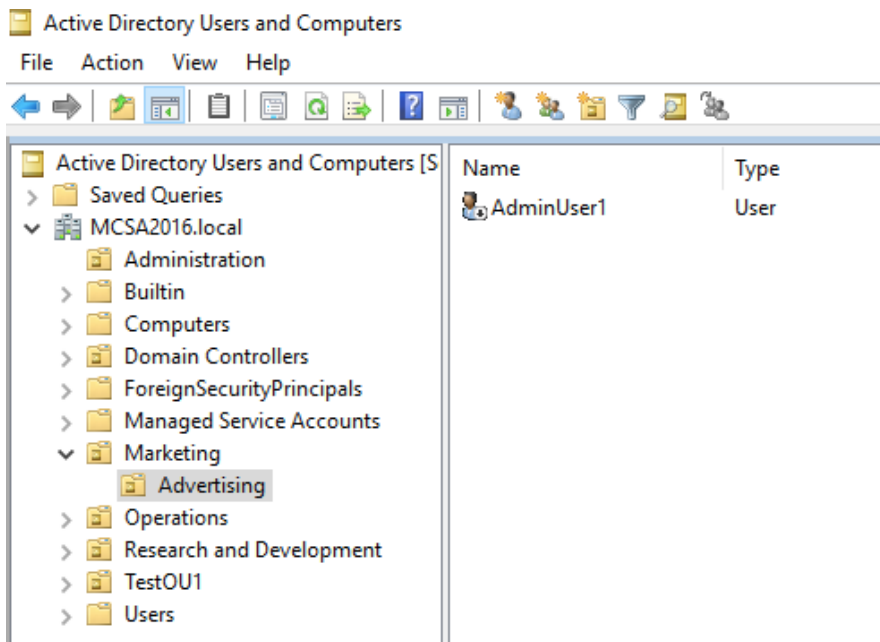 Active Directory Users and Computers
File Action View Help
Active Directory Users and Computers [S
Saved Queries
MCSA2016.local
Administration
Builtin
Computers
Domain Controllers
ForeignSecurityPrincipals
Managed Service Accounts
Marketing
Advertising
Operations
Research and Development
TestOU1
Users
Name Type
AdminUser1 User